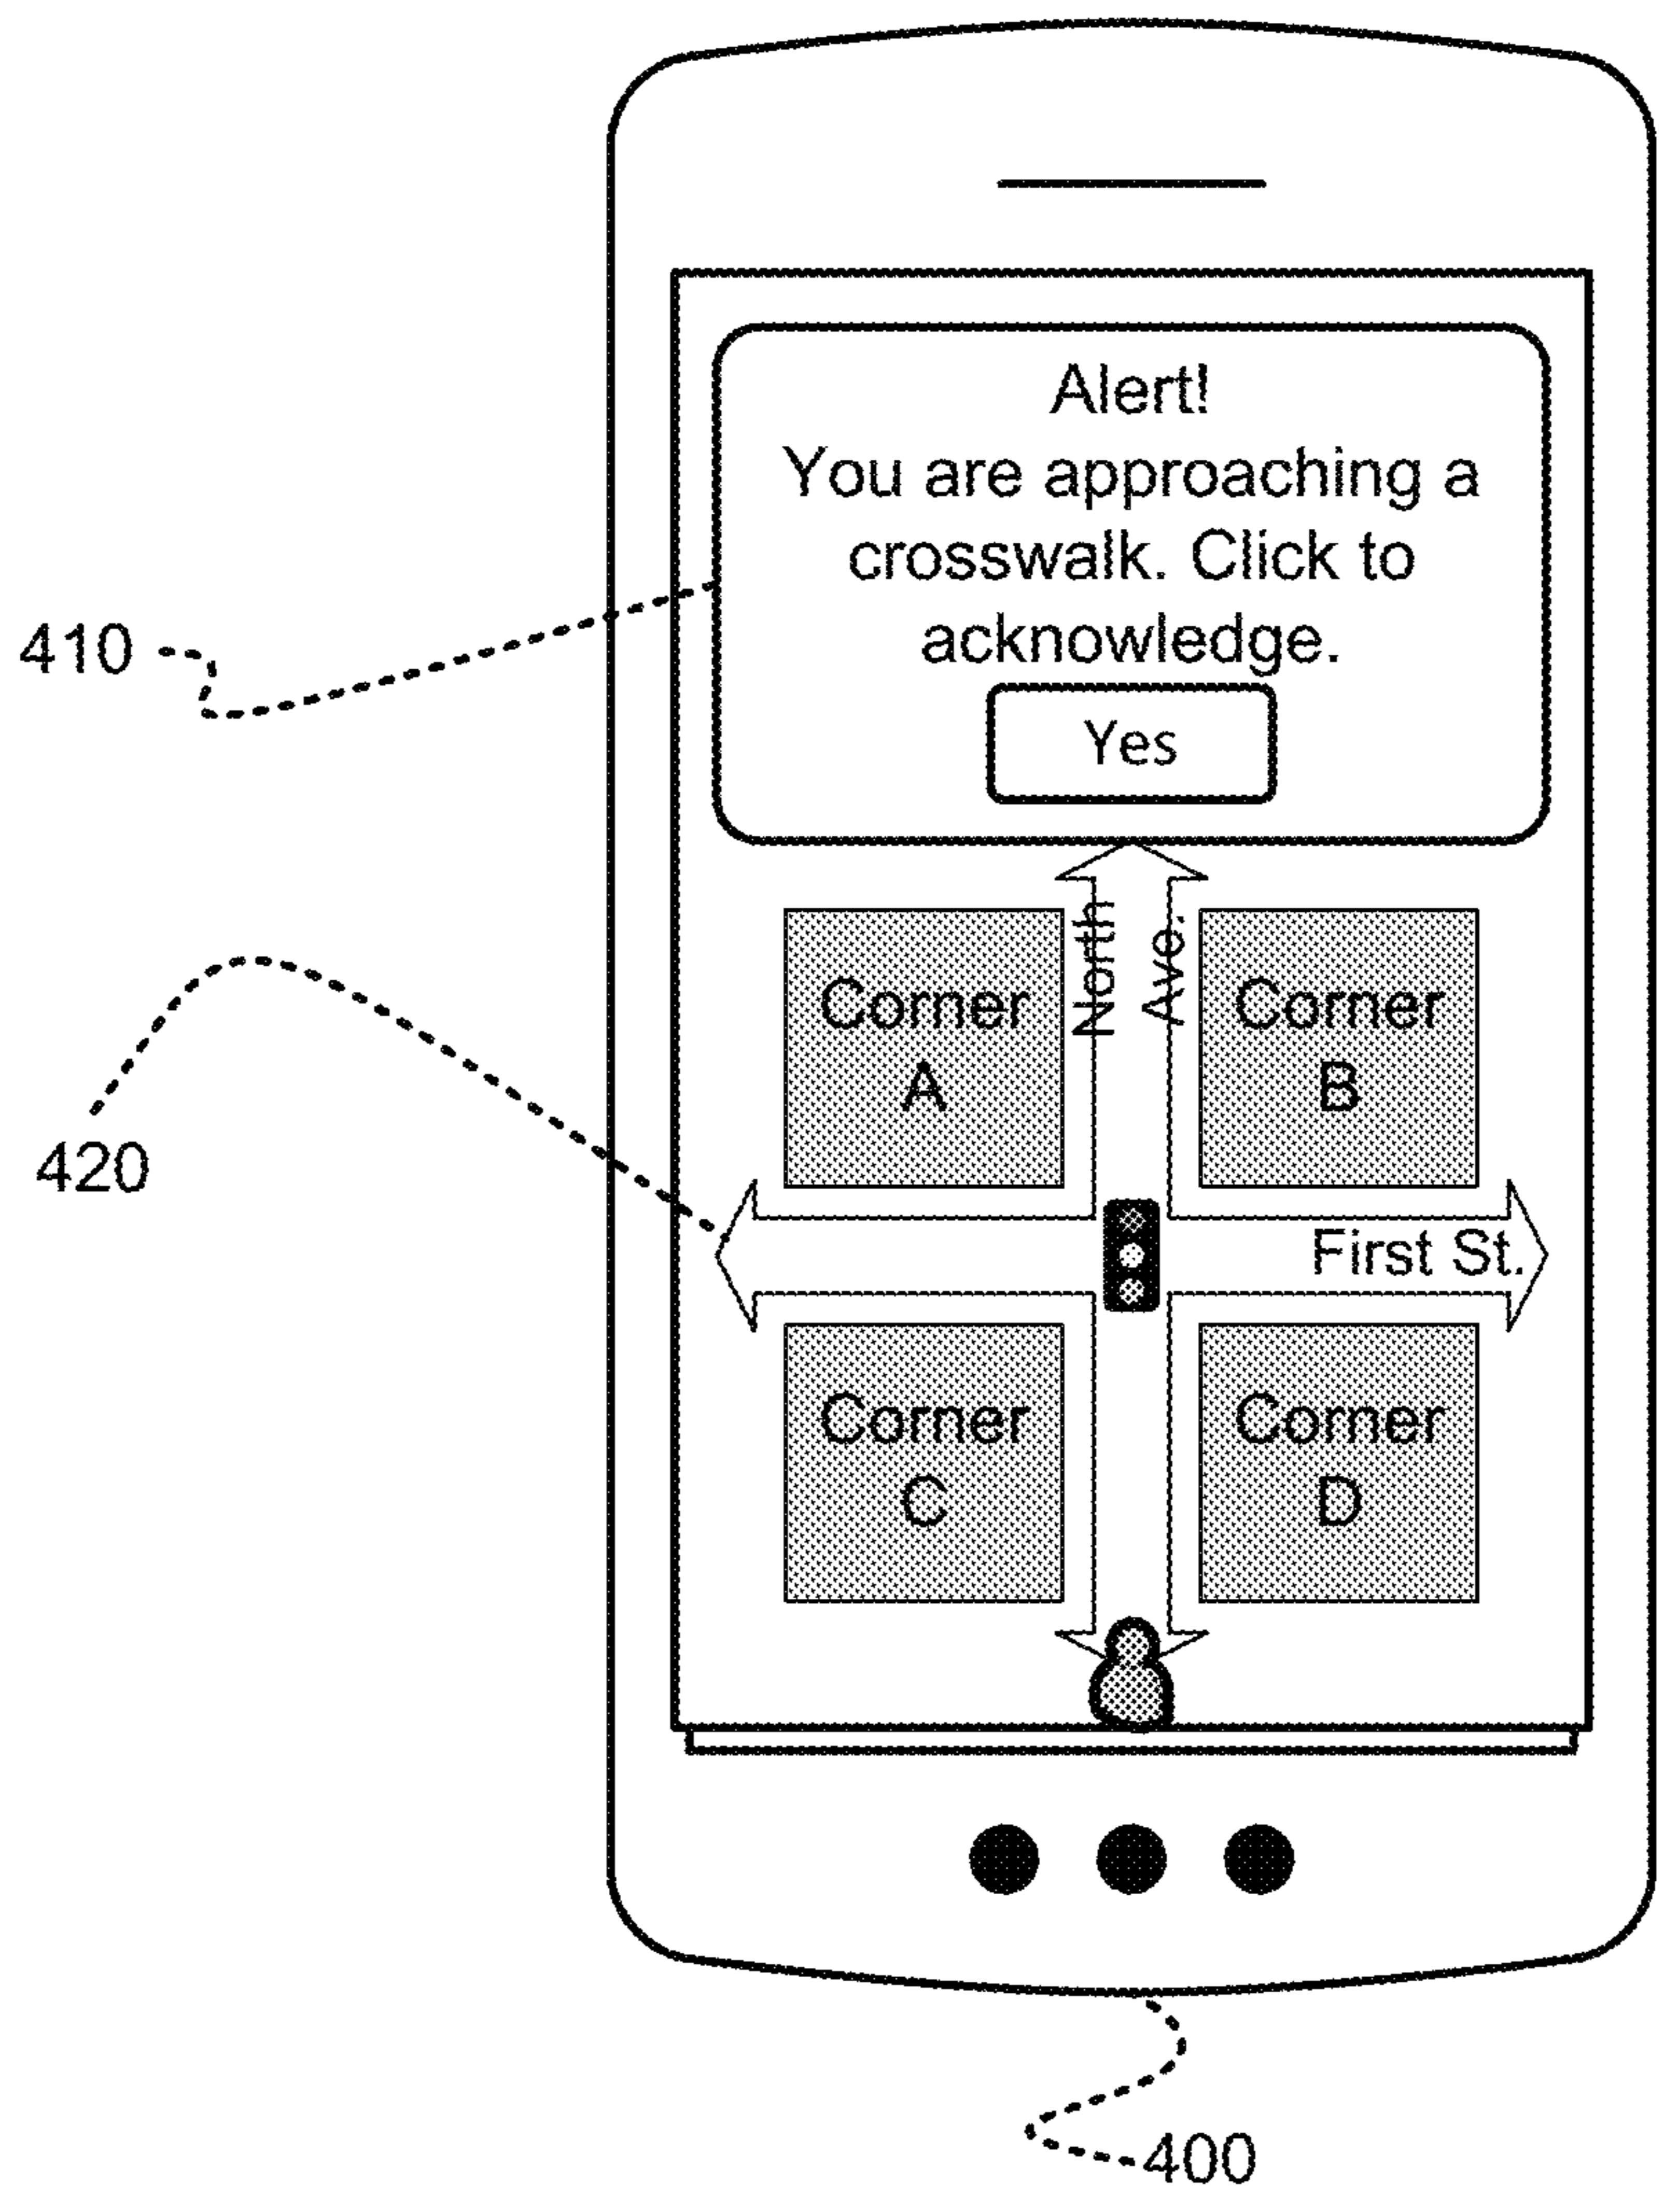 Alert!
You are approaching a
crosswalk. Click to
acknowledge.
Yes
410
North
Ave.
Corner
A
Corner
B
420
First St.
Corner
C
Corner
D
400